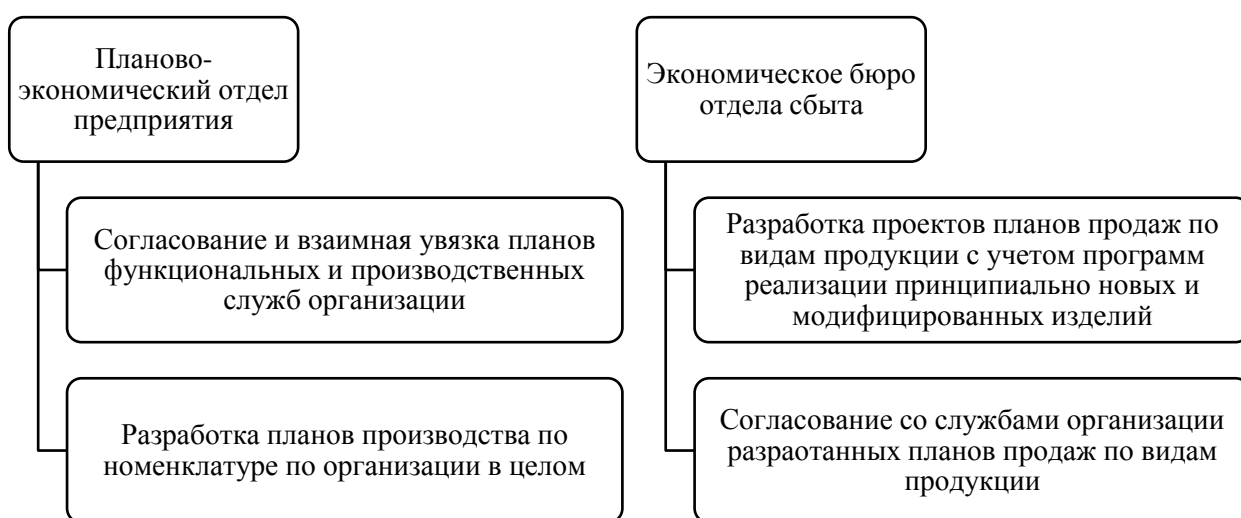 Планово-
экономический отдел
предприятия
Согласование и взаимная увязка планов
функциональных и производственных
служб организации
Разработка планов производства по
номенклатуре по организации в целом
Экономическое бюро
отдела сбыта
Разработка проектов планов продаж по
видам продукции с учетом программ
реализации принципиально новых и
модифицированных изделий
Согласование со службами организации
разраотанных планов продаж по видам
продукции